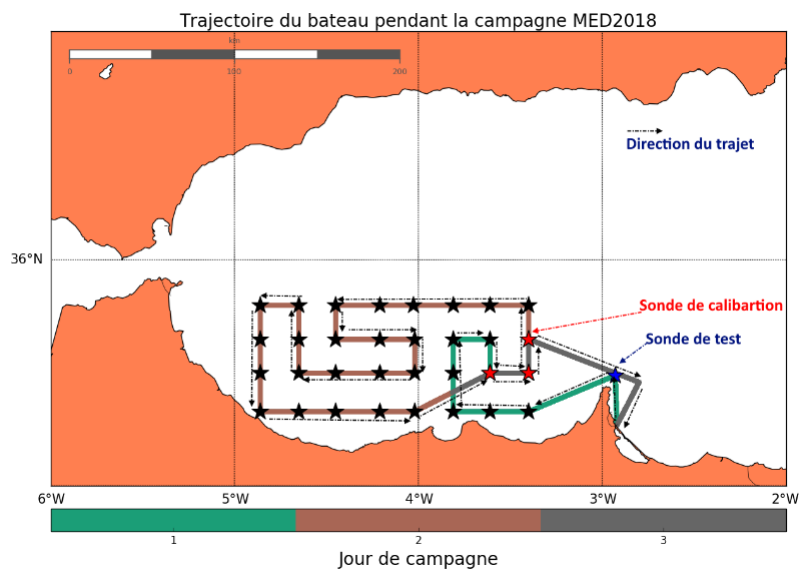 Trajectoire du bateau pendant la campagne MED2018
km
0
100
200
Direction du trajet
36°N
Sonde de calibartion
Sonde de test
6°W
5°W
4°W
3°W
2°W
1
2
3
Jour de campagne